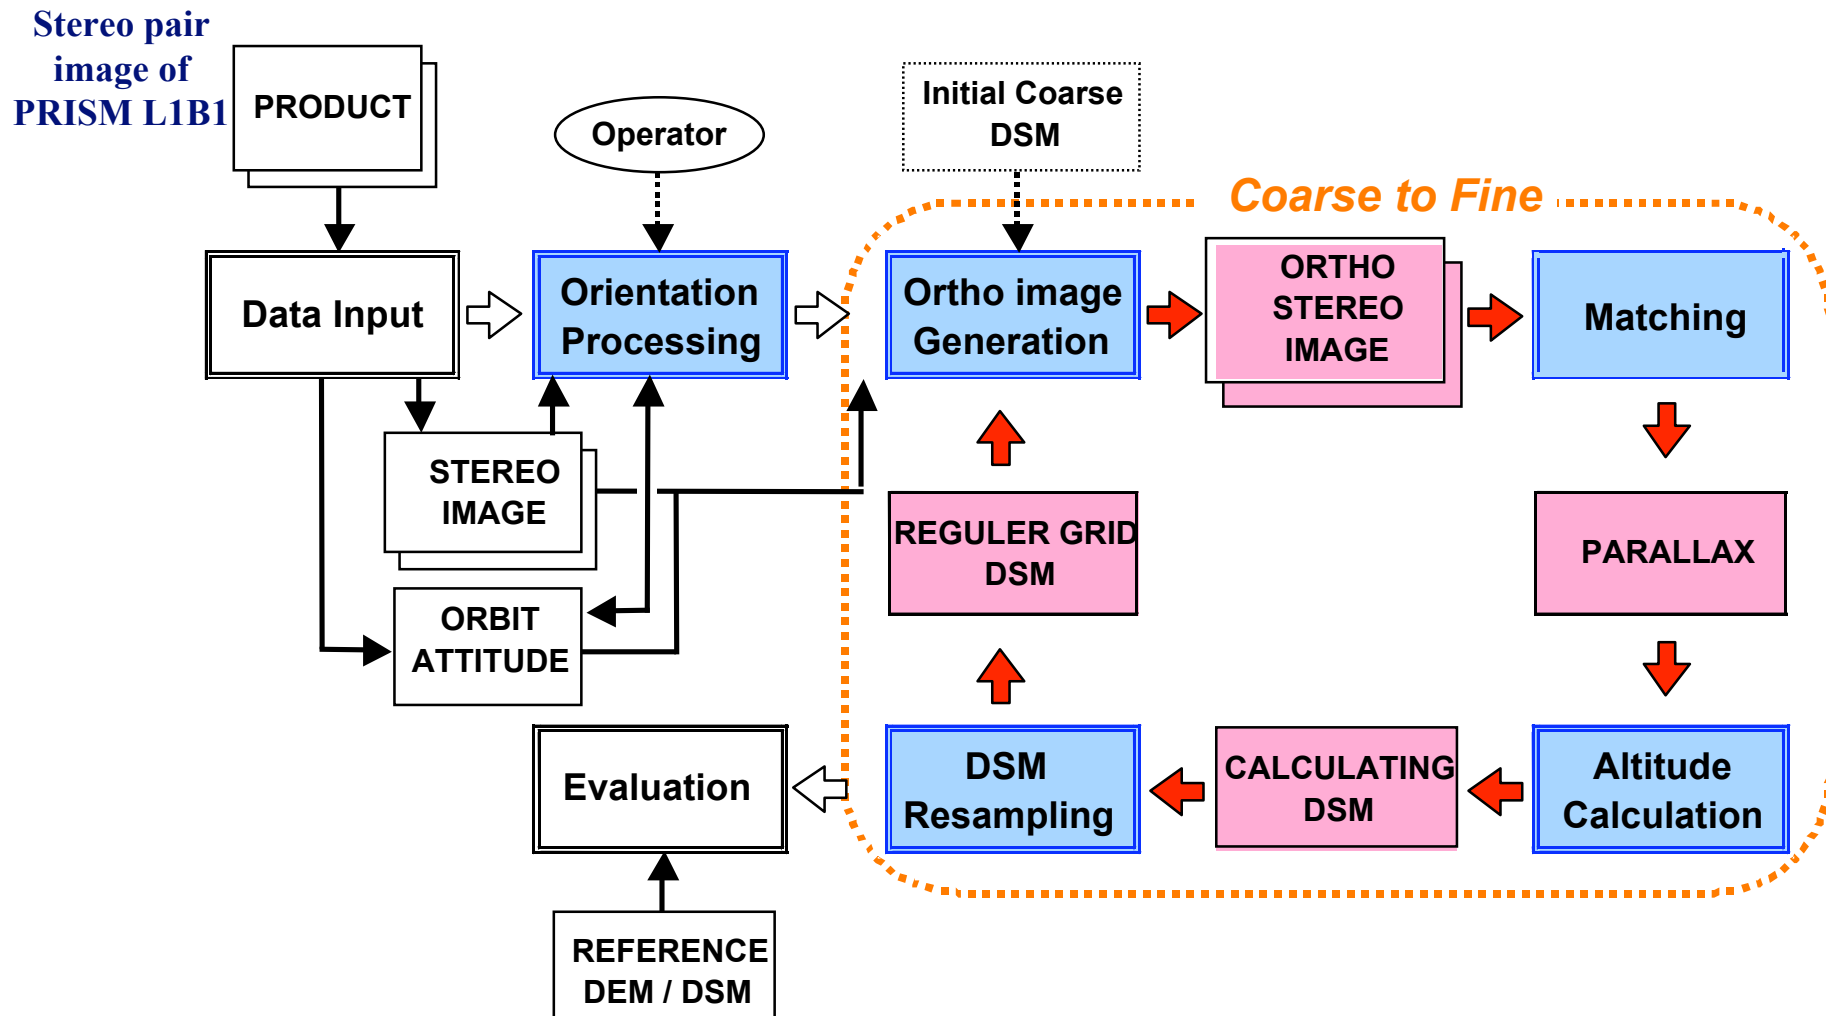 Stereo pair
image of
PRISM L1B1
PRODUCT
Operator
Initial Coarse
DSM
Coarse to Fine
Data Input
Orientation
Processing
Ortho image
Generation
ORTHO
STEREO
IMAGE
Matching
STEREO
IMAGE
REGULER GRID
DSM
PARALLAX
ORBIT
ATTITUDE
Evaluation
DSM
Resampling
CALCULATING
DSM
Altitude
Calculation
REFERENCE
DEM / DSM